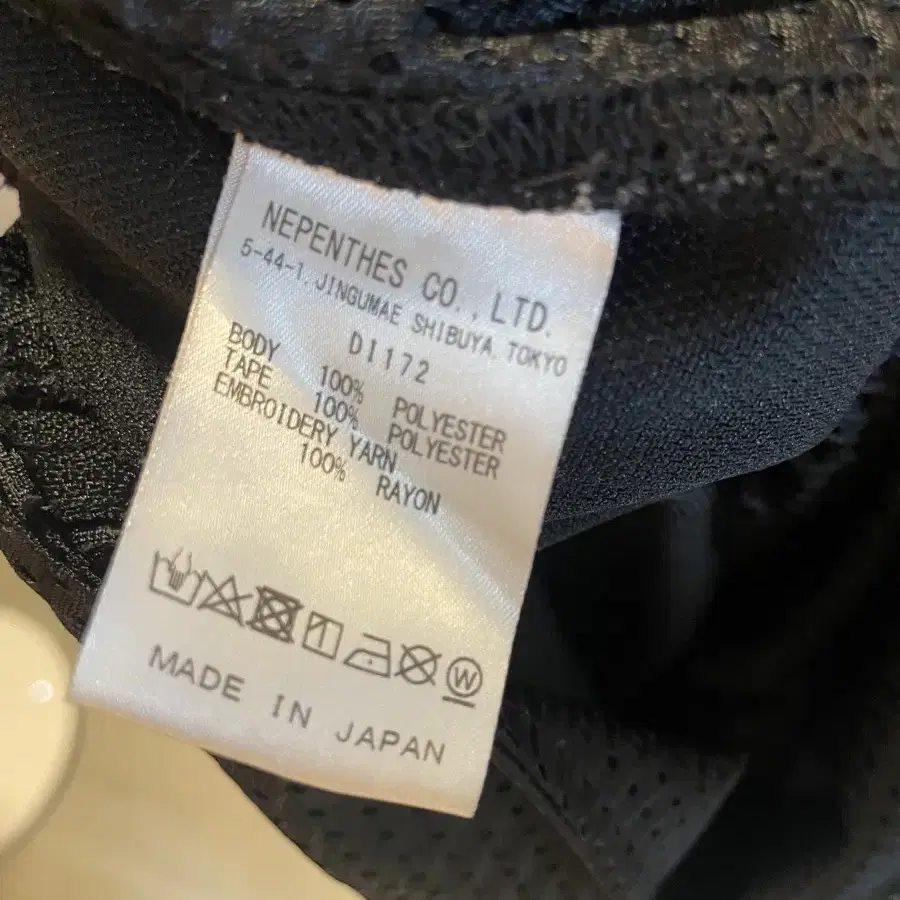 NEPENTHES CO., LTD.
5-44-1, JINGUMAE SHIBUYA, TOKYO
DI172
BODY 100% POLYESTER
TAPE 100% POLYESTER
EMBROIDERY YARN
100% RAYON
W
MADE IN JAPAN